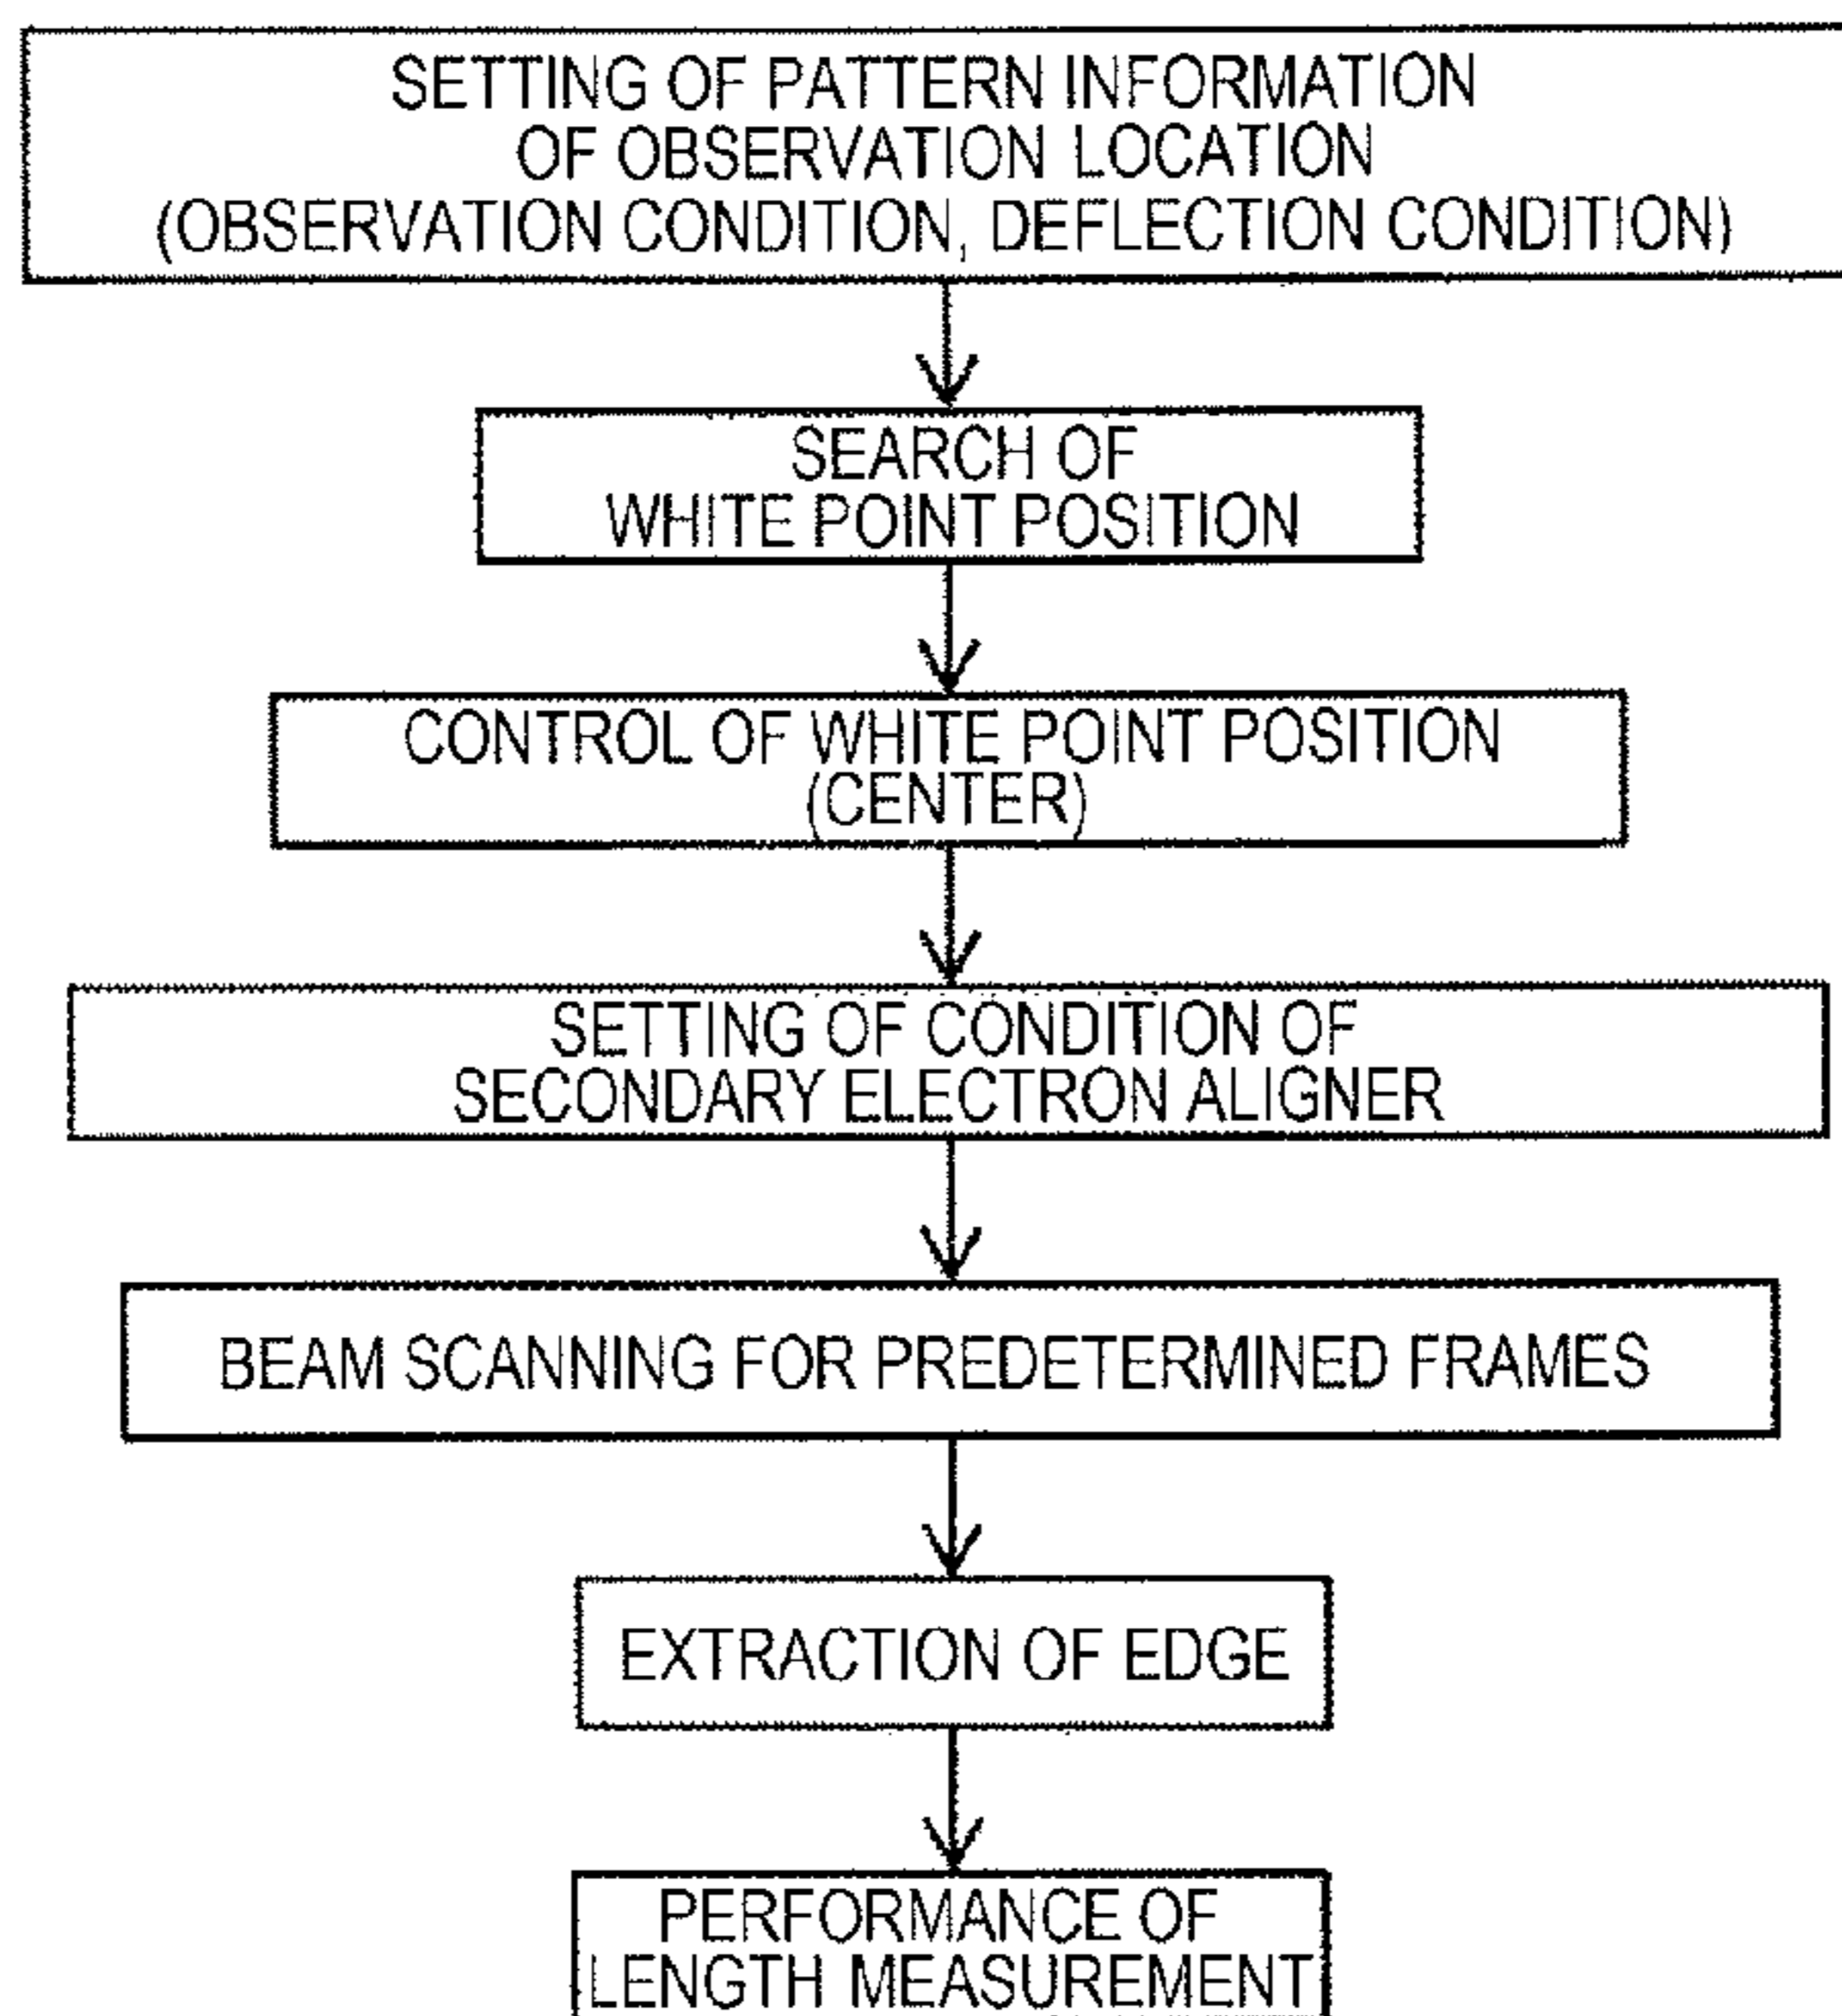 SETTING OF PATTERN INFORMATION
OF OBSERVATION LOCATION
(OBSERVATION CONDITION, DEFLECTION CONDITION)
SEARCH OF
WHITE POINT POSITION
CONTROL OF WHITE POINT POSITION
(CENTER)
SETTING OF CONDITION OF
SECONDARY ELECTRON ALIGNER
BEAM SCANNING FOR PREDETERMINED FRAMES
EXTRACTION OF EDGE
PERFORMANCE OF
LENGTH MEASUREMENT